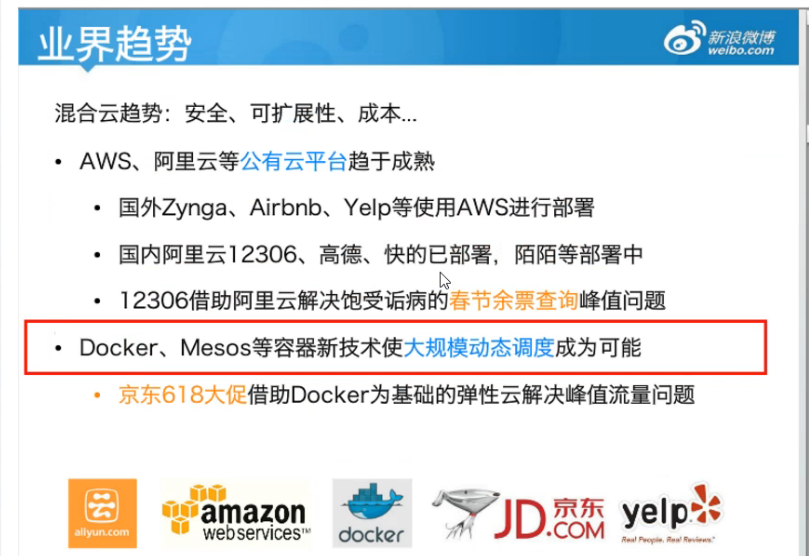 业界趋势
新浪微博
weibo.com
混合云趋势：安全、可扩展性、成本...
• AWS、阿里云等公有云平台趋于成熟
• 国外Zynga、Airbnb、Yelp等使用AWS进行部署
• 国内阿里云12306、高德、快的已部署，陌陌等部署中
• 12306借助阿里云解决饱受诟病的春节余票查询峰值问题
• Docker、Mesos等容器新技术使大规模动态调度成为可能
• 京东618大促借助Docker为基础的弹性云解决峰值流量问题
云
aliyun.com
amazon
webservices™
docker
JD.京东
.COM
yelp
Real People. Real Reviews.®